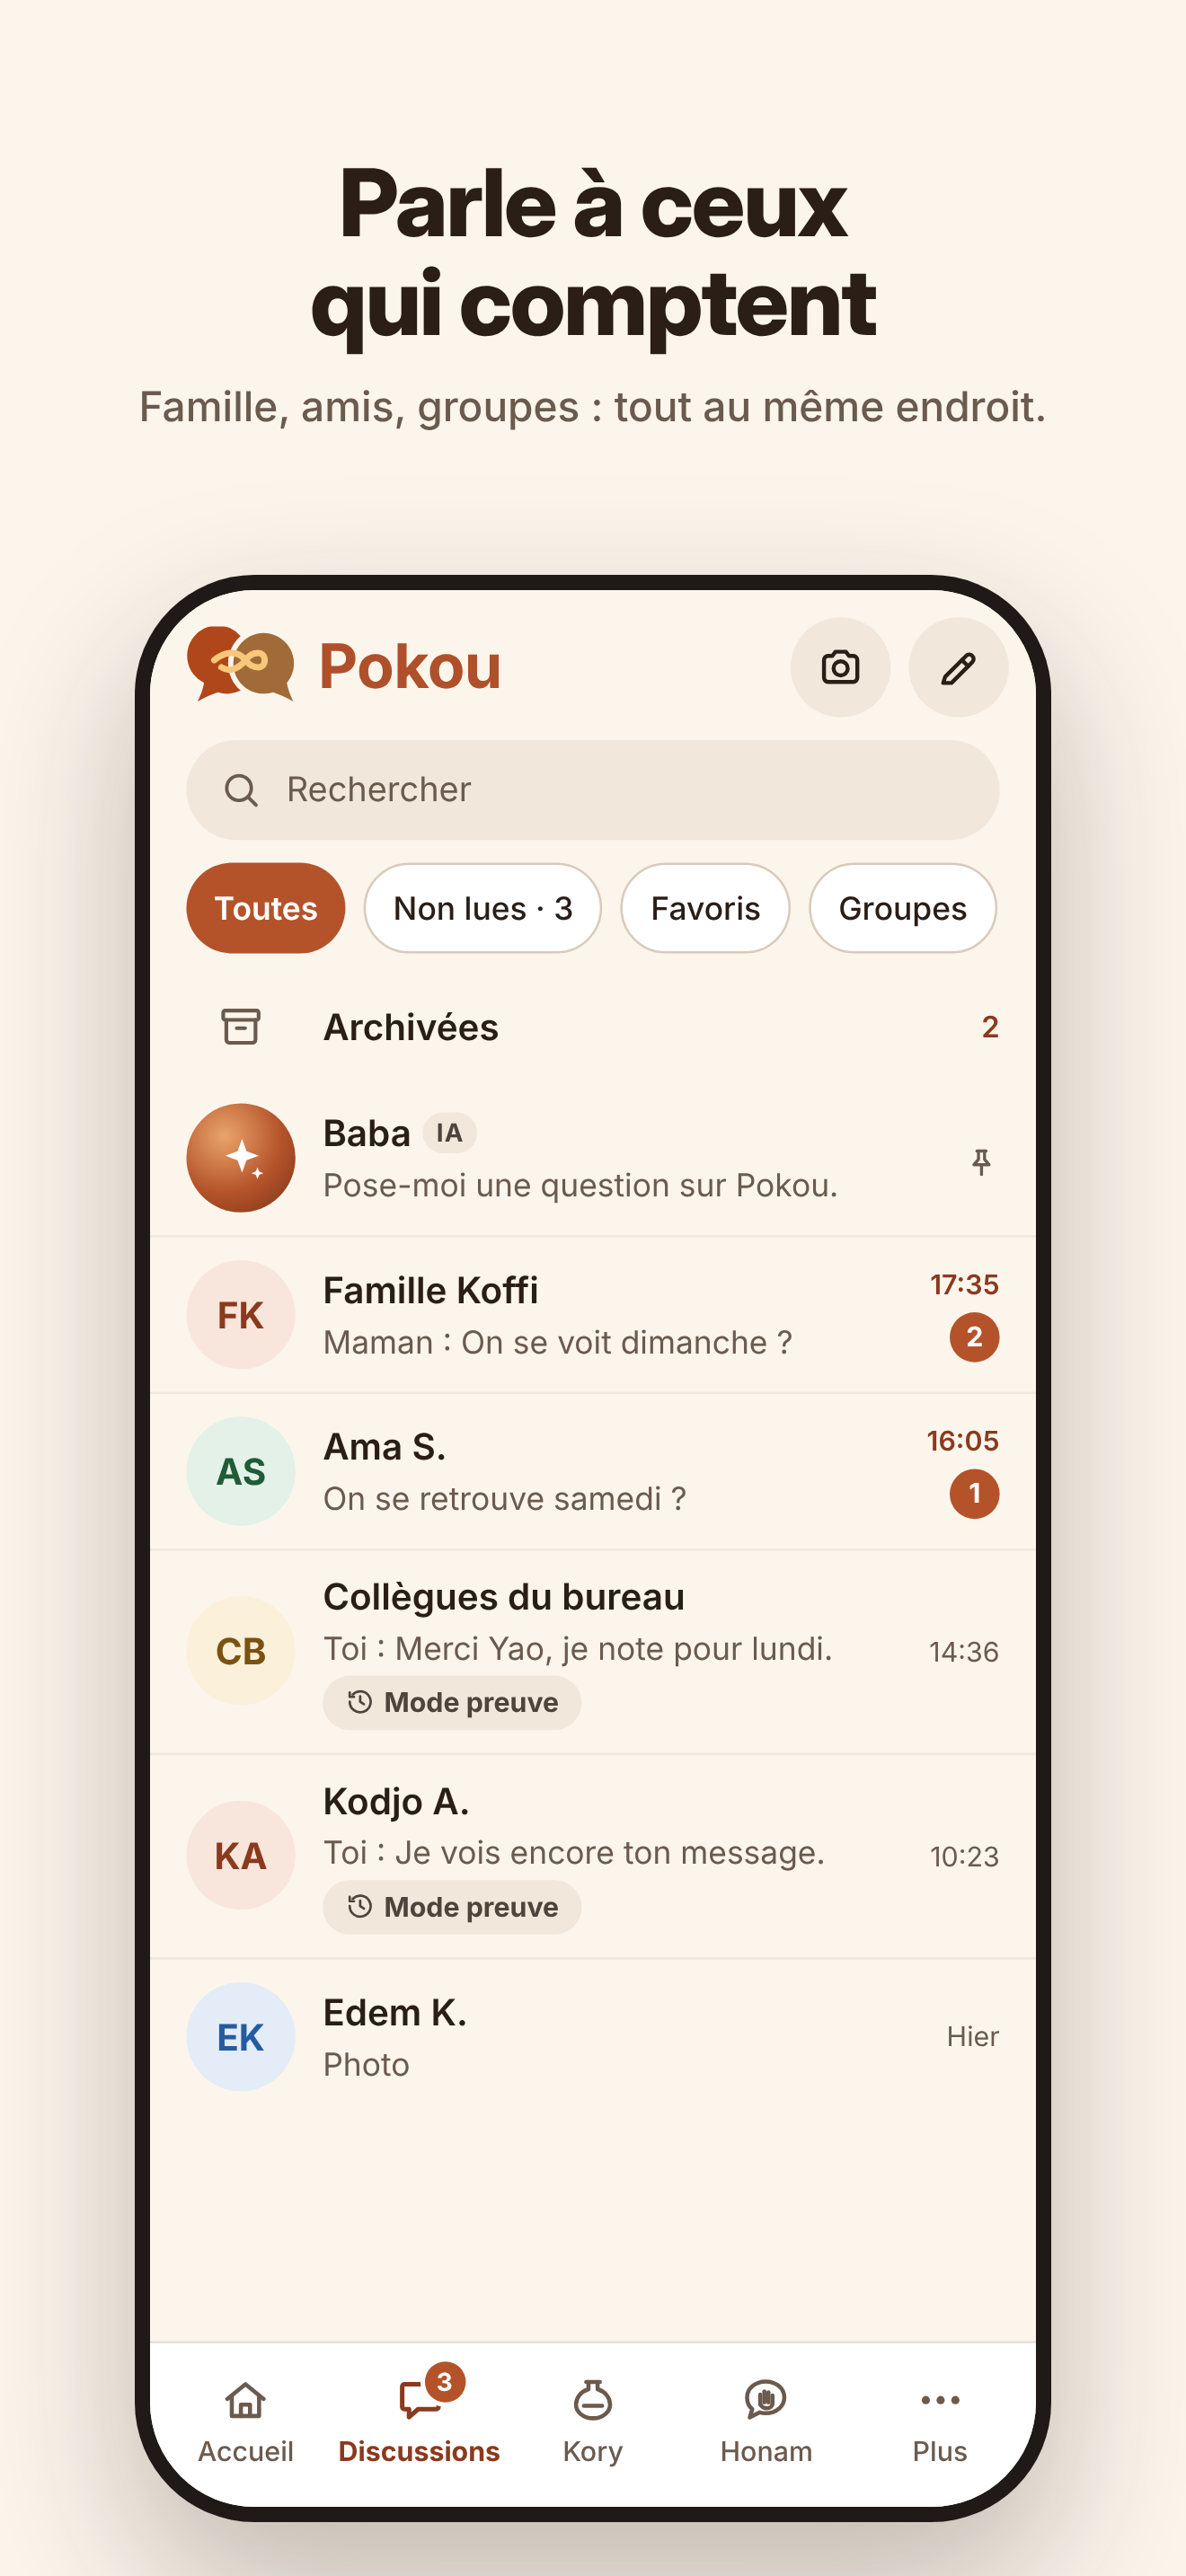 Parle à ceux
qui comptent
Famille, amis, groupes : tout au même endroit.
Pokou
Rechercher
Toutes
Non lues · 3
Favoris
Groupes
Archivées
2
Baba IA
Pose-moi une question sur Pokou.
FK
Famille Koffi
17:35
Maman : On se voit dimanche ?
2
AS
Ama S.
16:05
On se retrouve samedi ?
1
CB
Collègues du bureau
Toi : Merci Yao, je note pour lundi.
14:36
Mode preuve
KA
Kodjo A.
Toi : Je vois encore ton message.
10:23
Mode preuve
EK
Edem K.
Hier
Photo
3
Accueil
Discussions
Kory
Honam
Plus